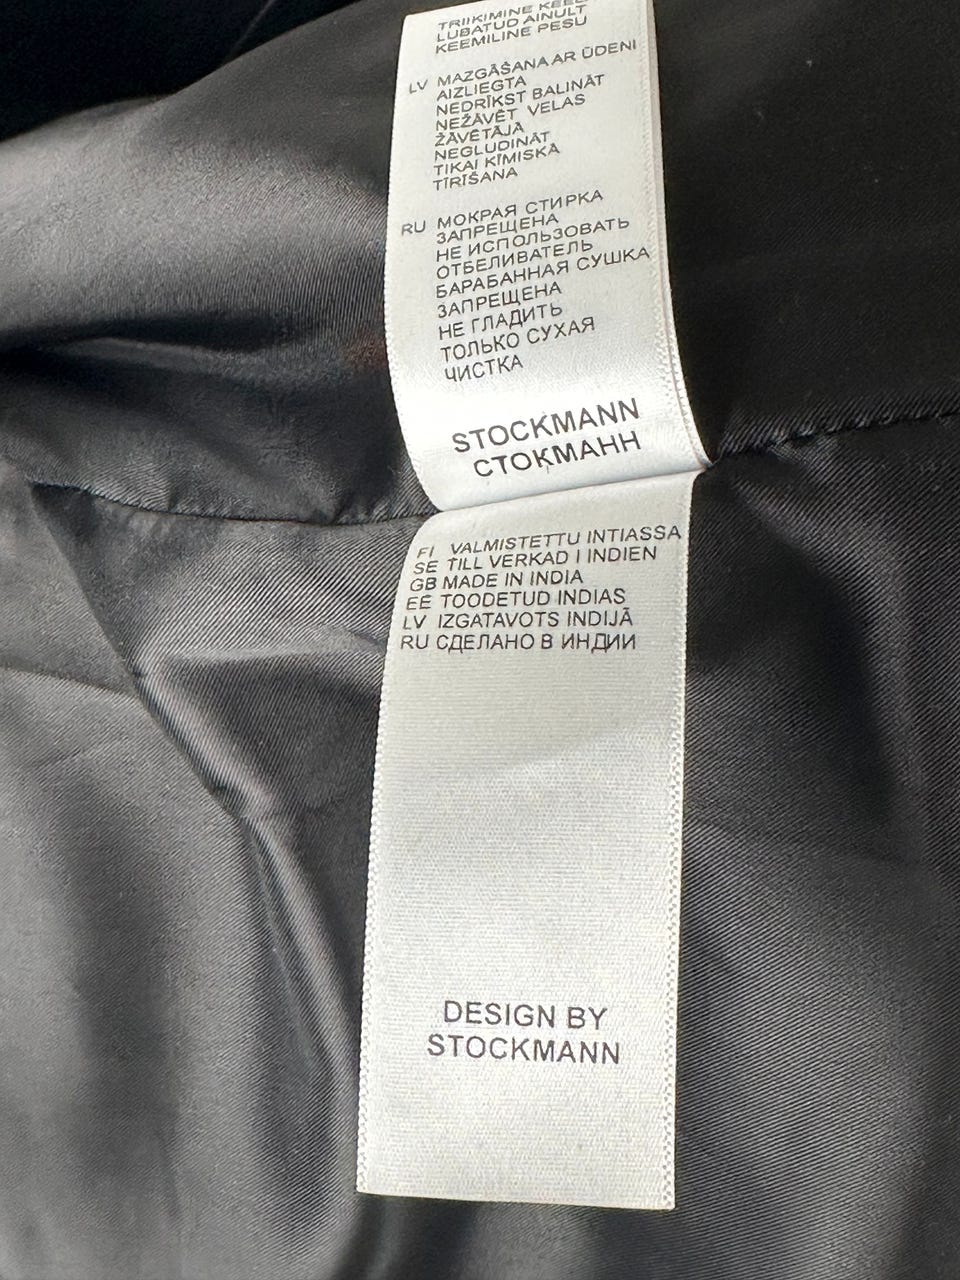 TRIIKIMINE KEEL
LUBATUD AINULT
KEEMILINE PESU
LV MAZGĀŠANA AR ŪDENI
AIZLIEGTA
NEDRĪKST BALINĀT
NEŽĀVĒT VELAS
ŽĀVĒTĀJĀ
NEGLUDINĀT
TIKAI ĶĪMISKĀ
TĪRĪŠANA
RU МОКРАЯ СТИРКА
ЗАПРЕЩЕНА
НЕ ИСПОЛЬЗОВАТЬ
ОТБЕЛИВАТЕЛЬ
БАРАБАННАЯ СУШКА
ЗАПРЕЩЕНА
НЕ ГЛАДИТЬ
ТОЛЬКО СУХАЯ
ЧИСТКА
STOCKMANN
СТОКМАНН
FI VALMISTETTU INTIASSA
SE TILL VERKAD I INDIEN
GB MADE IN INDIA
EE TOODETUD INDIAS
LV IZGATAVOTS INDIJĀ
RU СДЕЛАНО В ИНДИИ
DESIGN BY
STOCKMANN